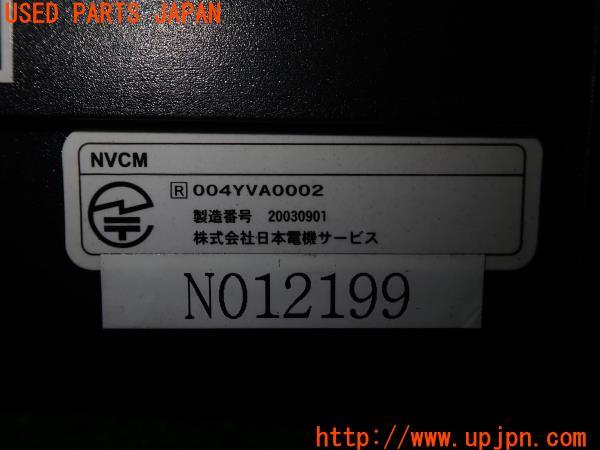 USED PARTS JAPAN
NVCM
R 004YVA0002
製造番号 20030901
株式会社日本電機サービス
N012199
http://www.upjpn.com/